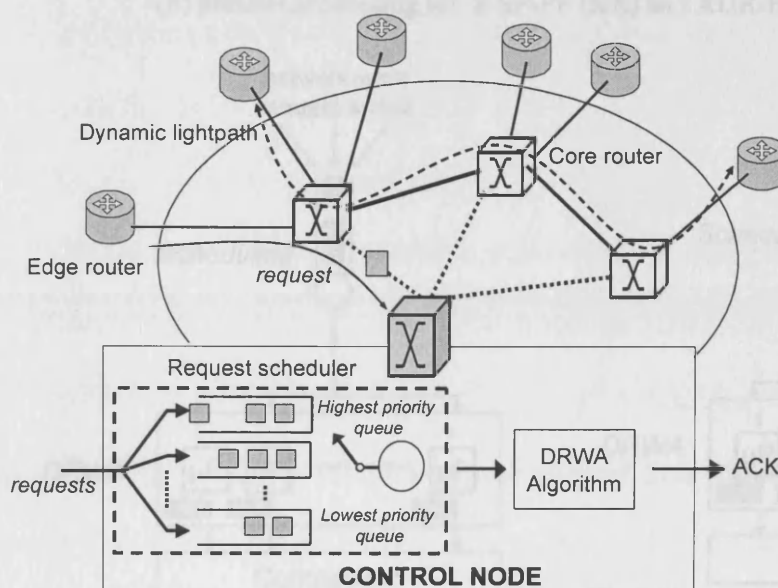 Dynamic lightpath
Core router
Edge router
request
Request scheduler
Highest priority
queue
requests
DRWA
Algorithm
ACK
Lowest priority
queue
CONTROL NODE